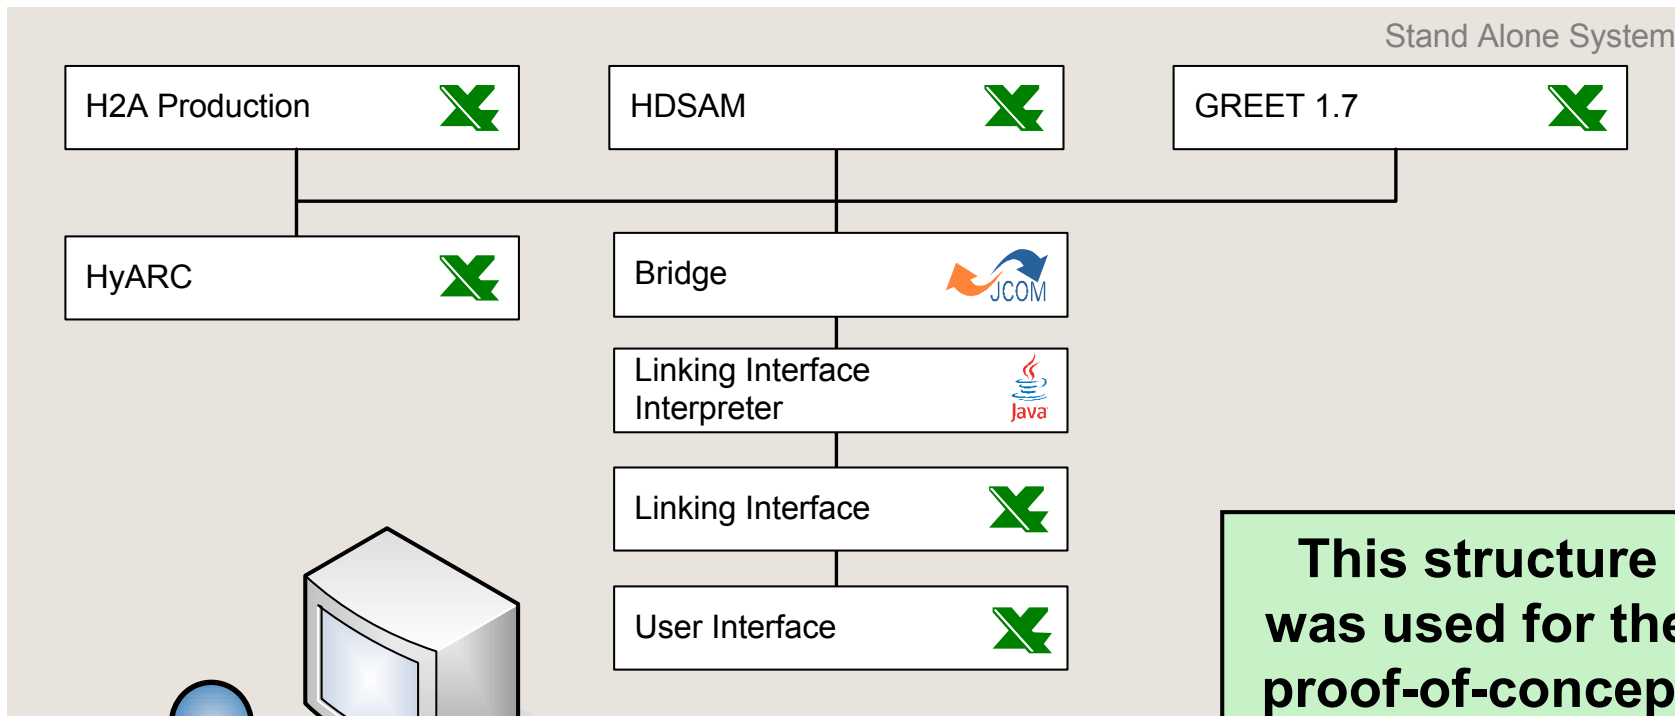 Stand Alone System
H2A Production
HDSAM
GREET 1.7
HyARC
Bridge
JCOM
Linking Interface
Interpreter
Java
Linking Interface
User Interface
This structure
was used for the
proof-of-concep